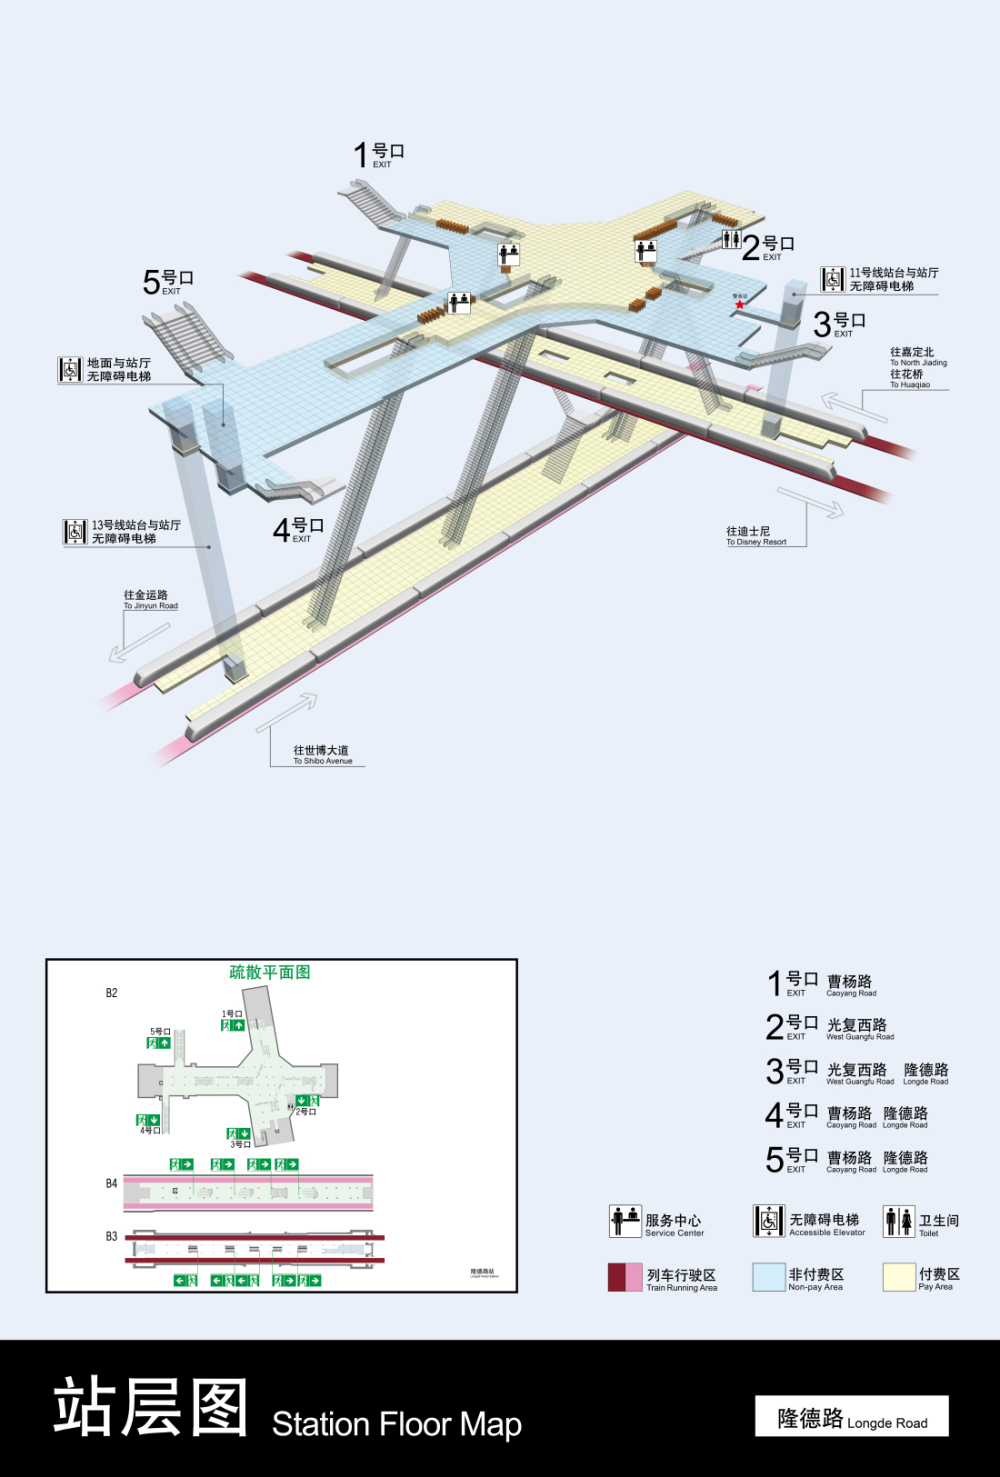 1号口
EXIT
2号口
EXIT
5号口
EXIT
11号线站台与站厅
无障碍电梯
警务站
3号口
EXIT
往嘉定北
To North Jiading
往花桥
To Huaqiao
地面与站厅
无障碍电梯
4号口
EXIT
13号线站台与站厅
无障碍电梯
往迪士尼
To Disney Resort
往金运路
To Jinyun Road
往世博大道
To Shibo Avenue
疏散平面图
B2
1号口
5号口
2号口
4号口
3号口
B4
B3
隆德路站
Longde Road Station
1号口 曹杨路
EXIT Caoyang Road
2号口 光复西路
EXIT West Guangfu Road
3号口 光复西路 隆德路
EXIT West Guangfu Road Longde Road
4号口 曹杨路 隆德路
EXIT Caoyang Road Longde Road
5号口 曹杨路 隆德路
EXIT Caoyang Road Longde Road
服务中心
Service Center
无障碍电梯
Accessible Elevator
卫生间
Toilet
列车行驶区
Train Running Area
非付费区
Non-pay Area
付费区
Pay Area
站层图 Station Floor Map
隆德路 Longde Road